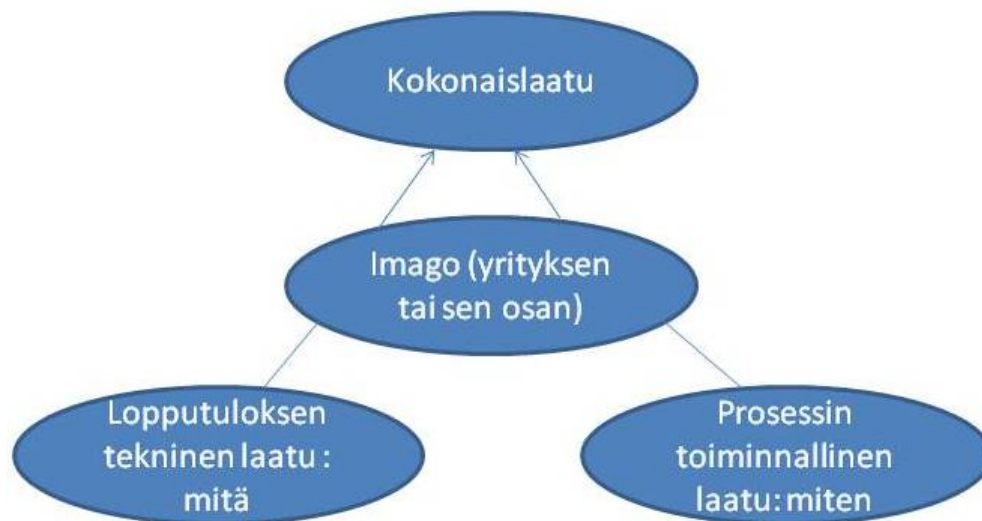 Kokonaislaatu
Imago (yrityksen
tai sen osan)
Lopputuloksen
tekninen laatu :
mitä
Prosessin
toiminnallinen
laatu: miten